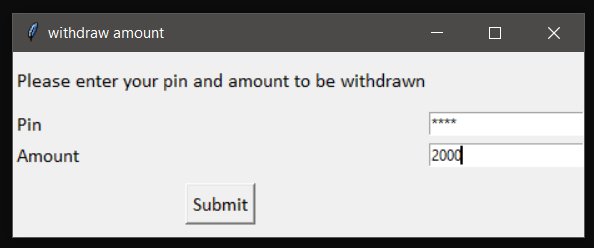 withdraw amount
Please enter your pin and amount to be withdrawn
Pin ****
Amount 2000
Submit